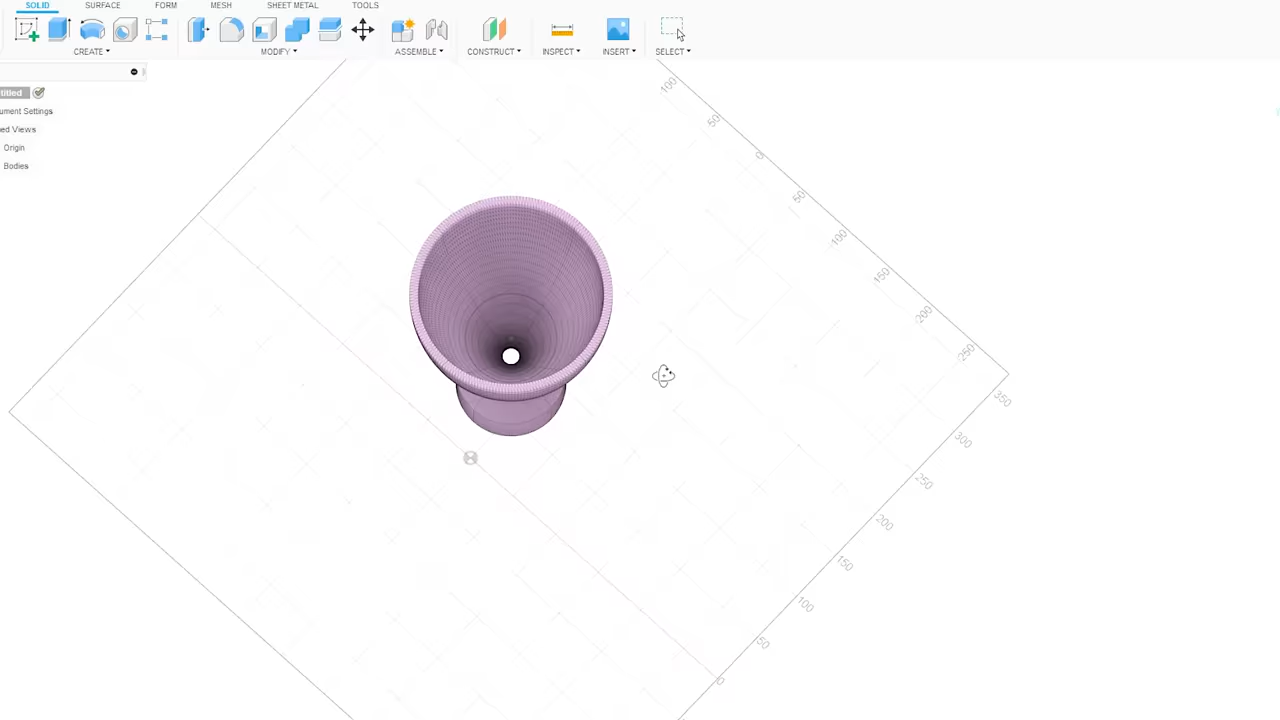 SOLID SURFACE FORM MESH SHEET METAL TOOLS
CREATE MODIFY ASSEMBLE CONSTRUCT INSPECT INSERT SELECT
titled
ument Settings
ed Views
Origin
Bodies
100
50
0
50
100
150
200
250
350
300
250
200
150
100
50
0